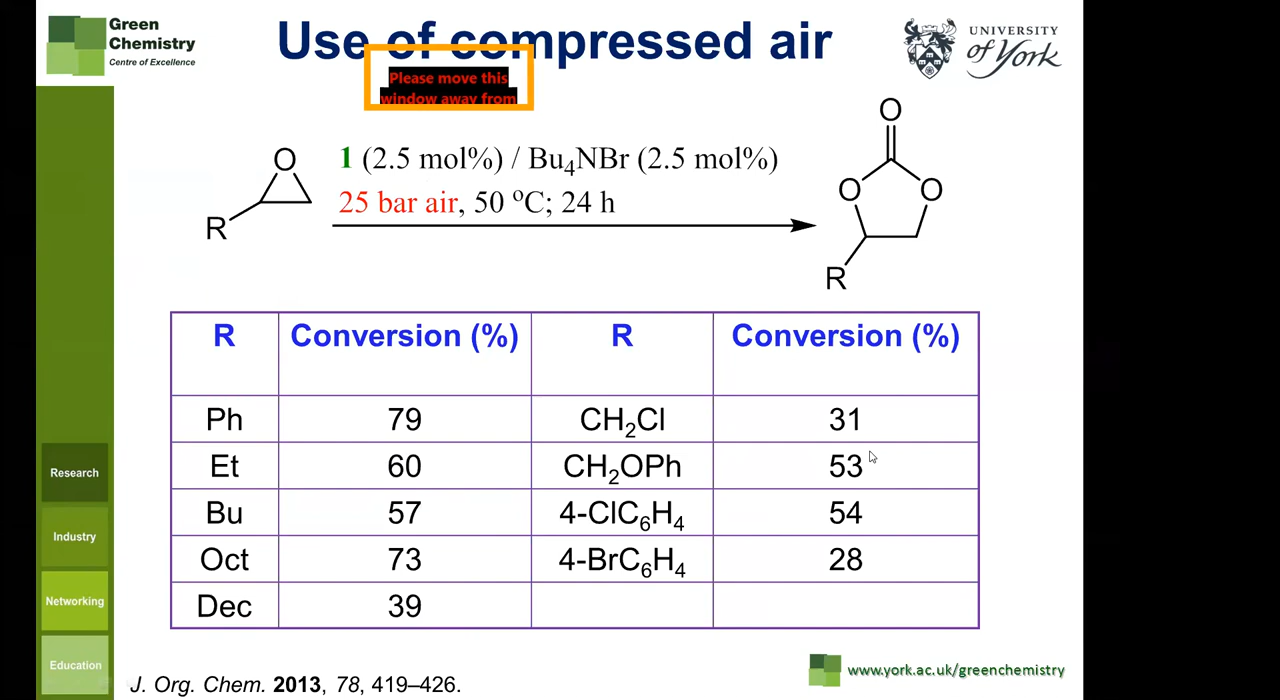 Green
Chemistry
Centre of Excellence
Use of compressed air
UNIVERSITY
of York
Please move this
window away from
O
R
1 (2.5 mol%) / Bu4NBr (2.5 mol%)
25 bar air, 50 oC; 24 h
O
O
O
R
R Conversion (%) R Conversion (%)
Ph 79 CH2Cl 31
Et 60 CH2OPh 53
Bu 57 4-ClC6H4 54
Oct 73 4-BrC6H4 28
Dec 39
Research
Industry
Networking
Education
www.york.ac.uk/greenchemistry
J. Org. Chem. 2013, 78, 419–426.